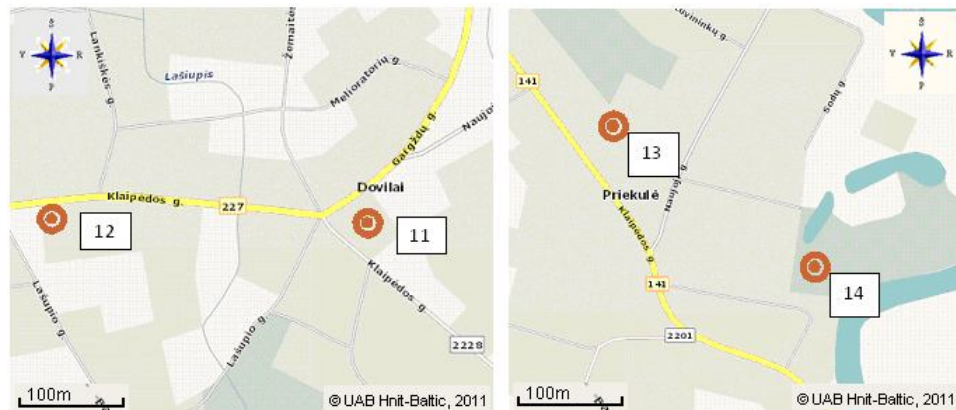 Š
Y
R
P
Lankiškės g.
Lašiupis
Žemaitės
Melioratorių g.
Gargždų g.
Naujoji
Dovilai
Klaipėdos g.
227
12
11
Klaipėdos g.
Lašupio g.
Lašupio g.
2228
100m
© UAB Hnit-Baltic, 2011
Š
Y
R
P
Luvininkų g.
141
Sodų g.
13
Naujoji g.
Priekulė
Klaipėdos g.
141
14
2201
100m
© UAB Hnit-Baltic, 2011